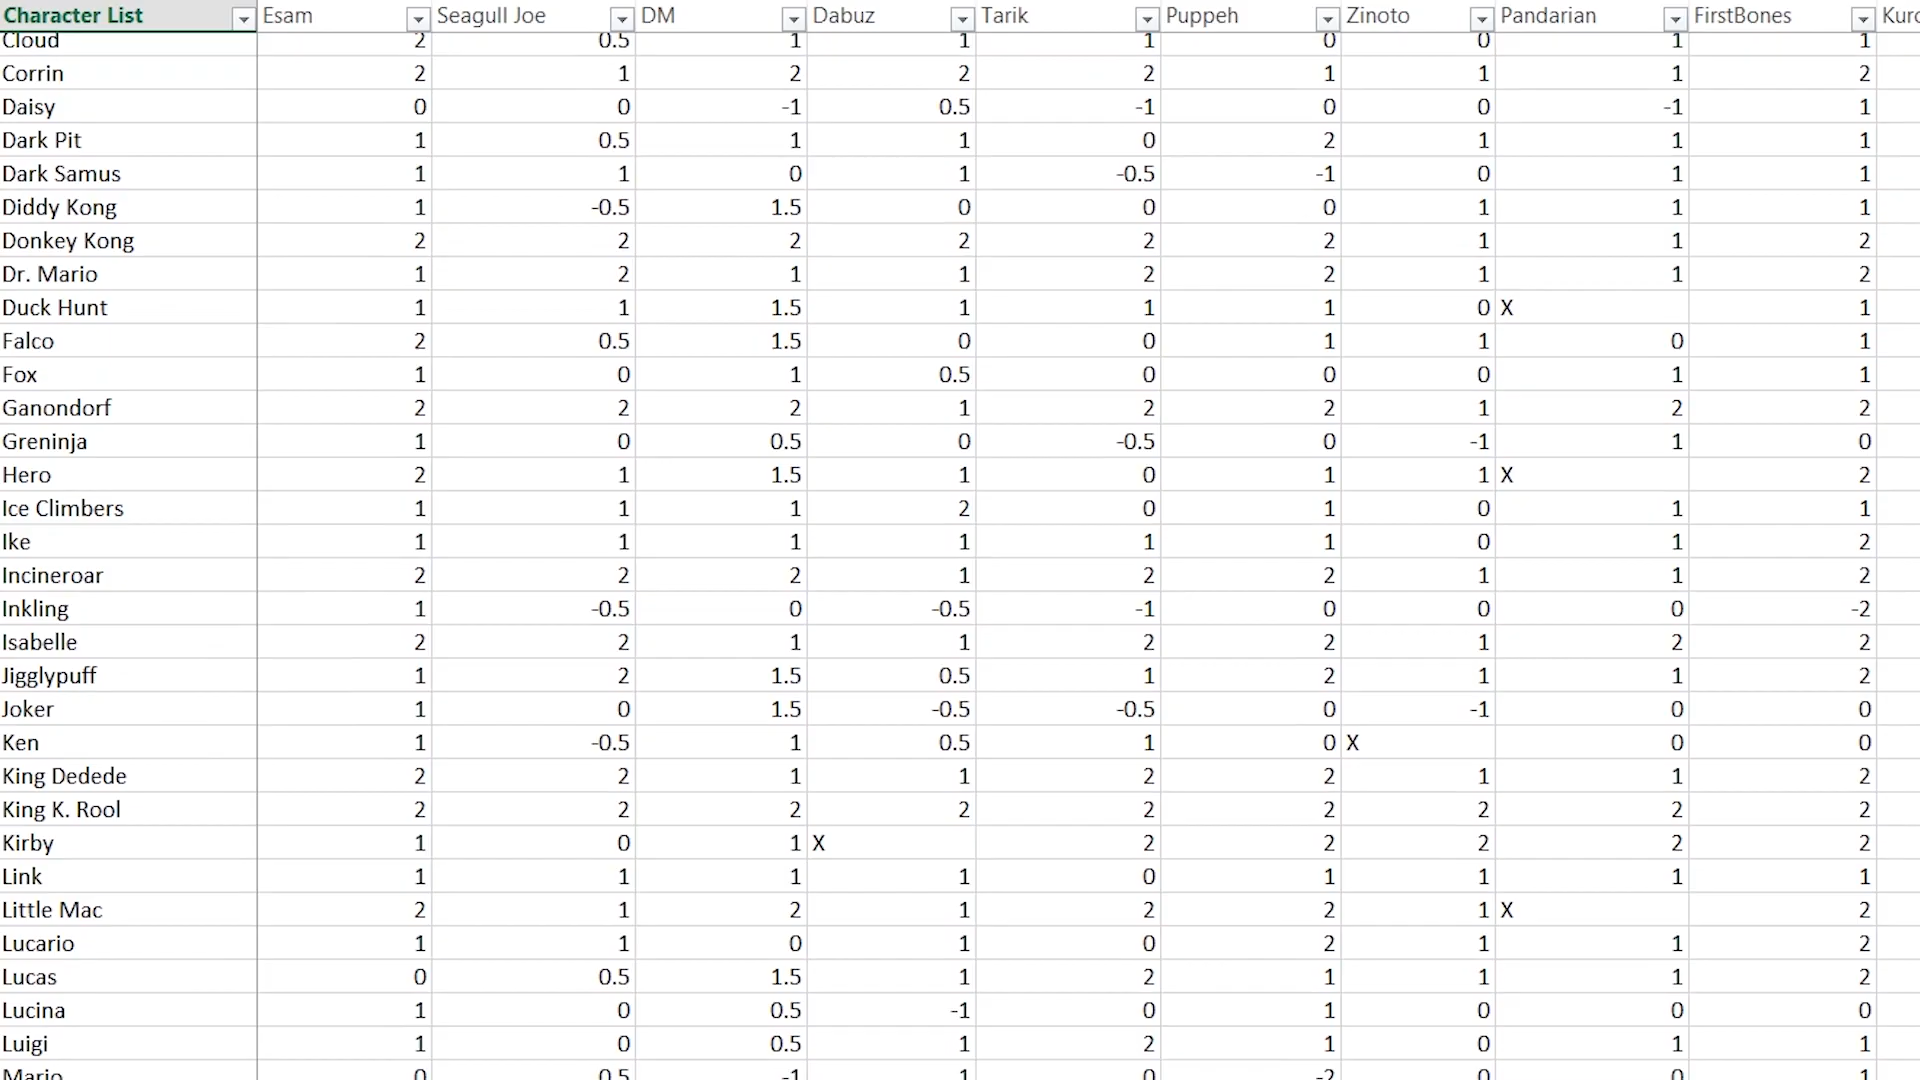 Character List Esam Seagull Joe DM Dabuz Tarik Puppeh Zinoto Pandarian FirstBones Kuro
Cloud 2 0.5 1 1 1 0 0 1 1
Corrin 2 1 2 2 2 1 1 1 2
Daisy 0 0 -1 0.5 -1 0 0 -1 1
Dark Pit 1 0.5 1 1 0 2 1 1 1
Dark Samus 1 1 0 1 -0.5 -1 0 1 1
Diddy Kong 1 -0.5 1.5 0 0 0 1 1 1
Donkey Kong 2 2 2 2 2 2 1 1 2
Dr. Mario 1 2 1 1 2 2 1 1 2
Duck Hunt 1 1 1.5 1 1 1 0 X 1
Falco 2 0.5 1.5 0 0 1 1 0 1
Fox 1 0 1 0.5 0 0 0 1 1
Ganondorf 2 2 2 1 2 2 1 2 2
Greninja 1 0 0.5 0 -0.5 0 -1 1 0
Hero 2 1 1.5 1 0 1 1 X 2
Ice Climbers 1 1 1 2 0 1 0 1 1
Ike 1 1 1 1 1 1 0 1 2
Incineroar 2 2 2 1 2 2 1 1 2
Inkling 1 -0.5 0 -0.5 -1 0 0 0 -2
Isabelle 2 2 1 1 2 2 1 2 2
Jigglypuff 1 2 1.5 0.5 1 2 1 1 2
Joker 1 0 1.5 -0.5 -0.5 0 -1 0 0
Ken 1 -0.5 1 0.5 1 0 X 0 0
King Dedede 2 2 1 1 2 2 1 1 2
King K. Rool 2 2 2 2 2 2 2 2 2
Kirby 1 0 1 X 2 2 2 2 2
Link 1 1 1 1 0 1 1 1 1
Little Mac 2 1 2 1 2 2 1 X 2
Lucario 1 1 0 1 0 2 1 1 2
Lucas 0 0.5 1.5 1 2 1 1 1 2
Lucina 1 0 0.5 -1 0 1 0 0 0
Luigi 1 0 0.5 1 2 1 0 1 1
Mario 0 0.5 -1 1 0 -2 0 0 1